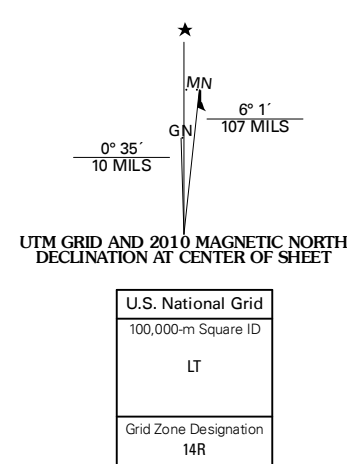 ★
MN
GN
6° 1´
107 MILS
0° 35´
10 MILS
UTM GRID AND 2010 MAGNETIC NORTH
DECLINATION AT CENTER OF SHEET
U.S. National Grid
100,000-m Square ID
LT
Grid Zone Designation
14R